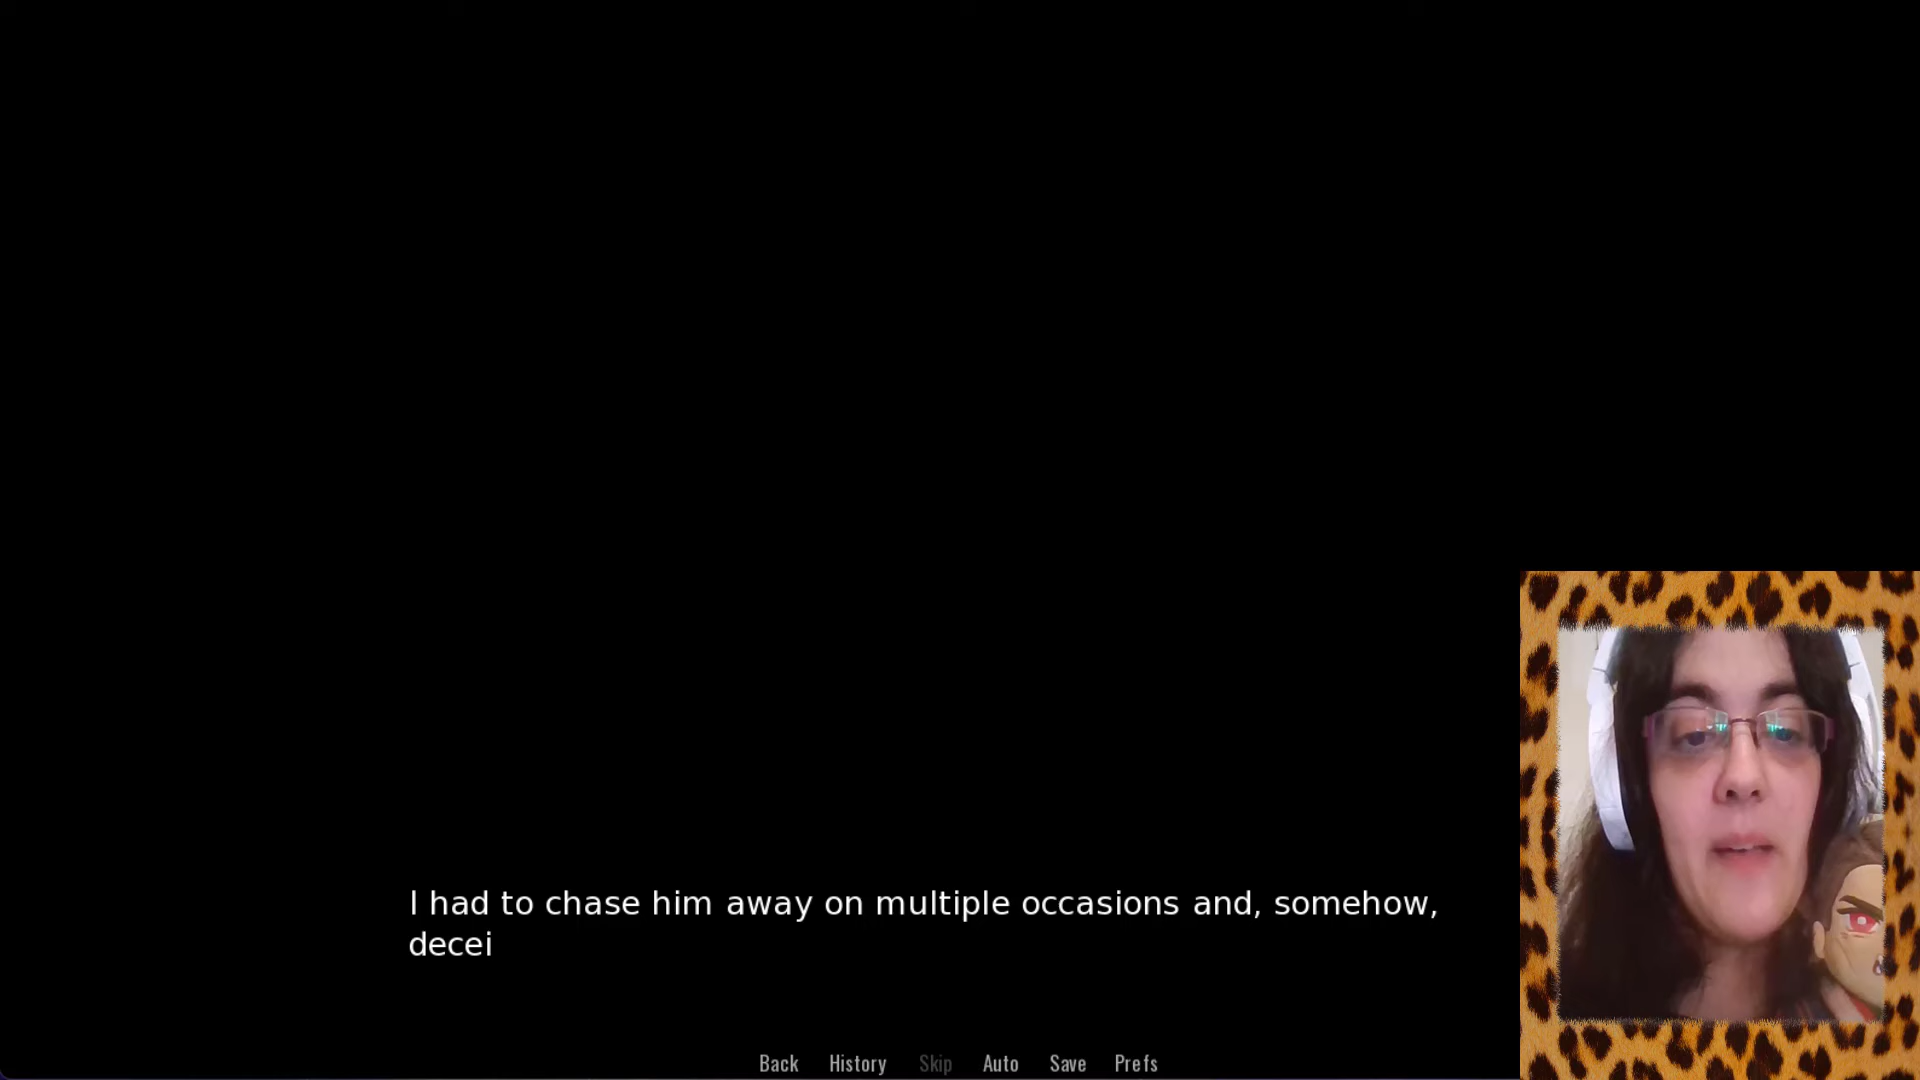 I had to chase him away on multiple occasions and, somehow,
decei
Back History Skip Auto Save Prefs